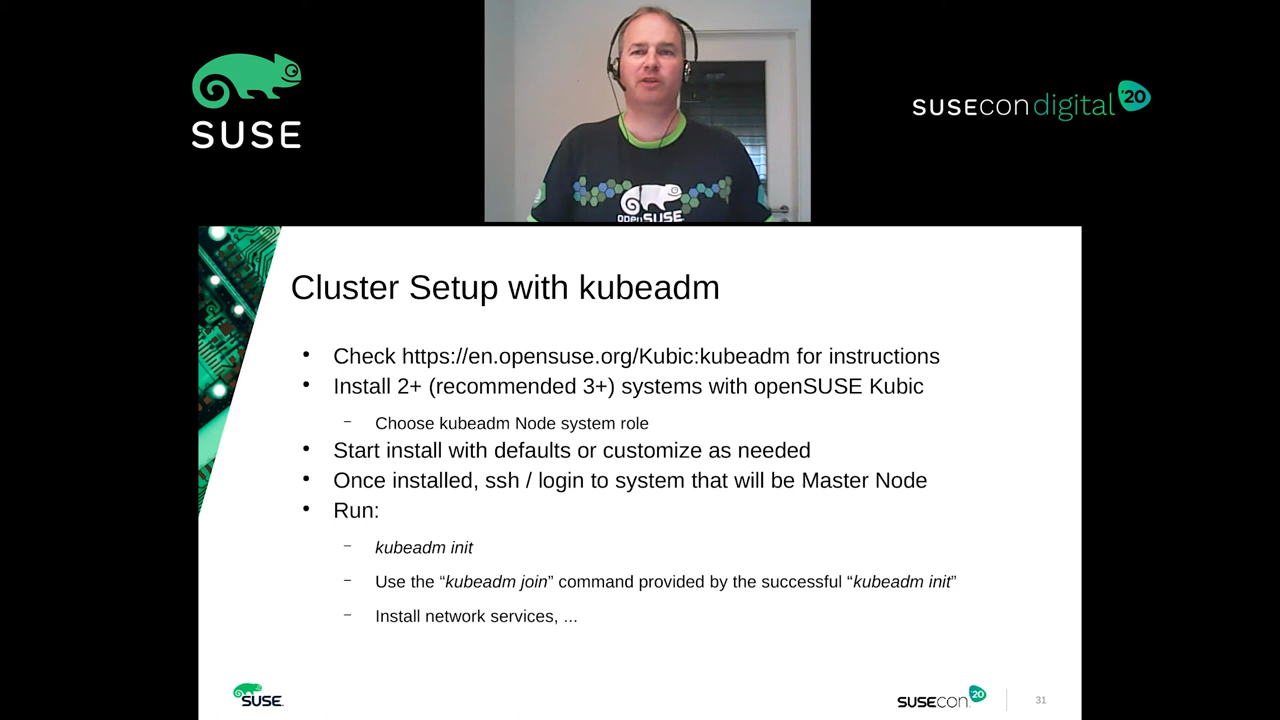 SUSE
SUSECON digital '20
openSUSE
Cluster Setup with kubeadm
• Check https://en.opensuse.org/Kubic:kubeadm for instructions
• Install 2+ (recommended 3+) systems with openSUSE Kubic
– Choose kubeadm Node system role
• Start install with defaults or customize as needed
• Once installed, ssh / login to system that will be Master Node
• Run:
– kubeadm init
– Use the “kubeadm join” command provided by the successful “kubeadm init”
– Install network services, ...
SUSE
SUSECON '20
31